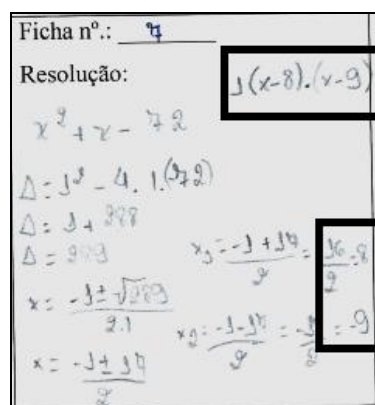 Ficha nº.: 7
Resolução:
1(x-8).(x-9)
x² + x - 72
Δ = 1² - 4. 1.(-72)
Δ = 1 + 288
Δ = 289
x = -1 ± √289 / 2.1
x = -1 ± 17 / 2
x₁ = -1 + 17 / 2 = 16 / 2 = 8
x₂ = -1 - 17 / 2 = / 2 = -9